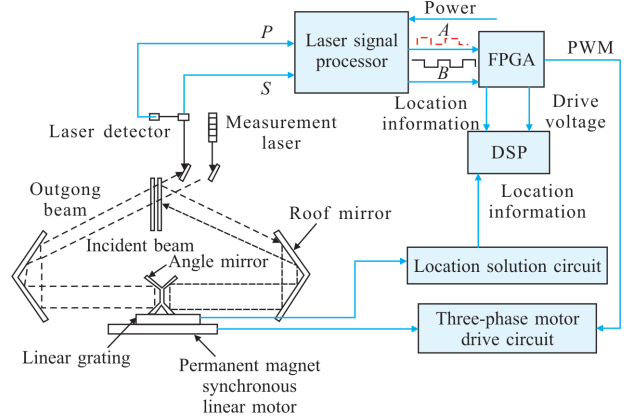 Power
P
Laser signal
processor
A
B
FPGA
PWM
S
Location
information
Drive
voltage
Laser detector
Measurement
laser
DSP
Outgong
beam
Location
information
Roof mirror
Incident beam
Angle mirror
Location solution circuit
Linear grating
Three-phase motor
drive circuit
Permanent magnet
synchronous
linear motor